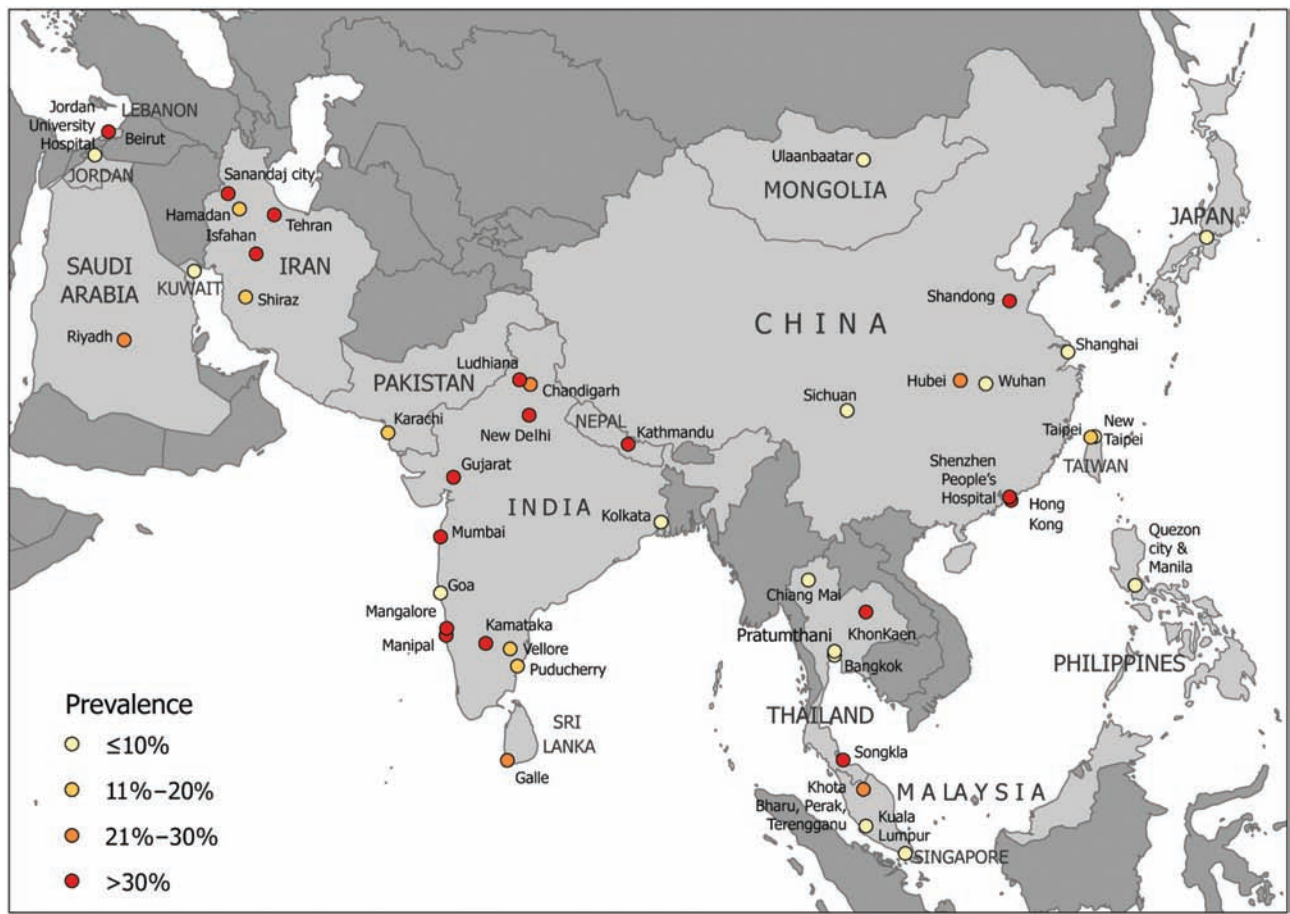 Jordan
University
Hospital
LEBANON
Beirut
JORDAN
Sanandaj city
Hamadan
Isfahan
Tehran
IRAN
SAUDI
ARABIA
KUWAIT
Shiraz
Riyadh
Ulaanbaatar
MONGOLIA
JAPAN
CHINA
Shandong
Shanghai
Hubei
Wuhan
Sichuan
Ludhiana
PAKISTAN
Chandigarh
Karachi
New Delhi
NEPAL
Kathmandu
Gujarat
INDIA
Kolkata
Mumbai
Goa
Mangalore
Manipal
Kamataka
Vellore
Puducherry
SRI
LANKA
Galle
Taipei
New
Taipei
TAIWAN
Shenzhen
People's
Hospital
Hong
Kong
Quezon
city &
Manila
PHILIPPINES
Chiang Mai
KhonKaen
Pratumthani
Bangkok
THAILAND
Songkla
Khota
Bharu, Perak,
Terengganu
MALAYSIA
Kuala
Lumpur
SINGAPORE
Prevalence
≤10%
11%–20%
21%–30%
>30%